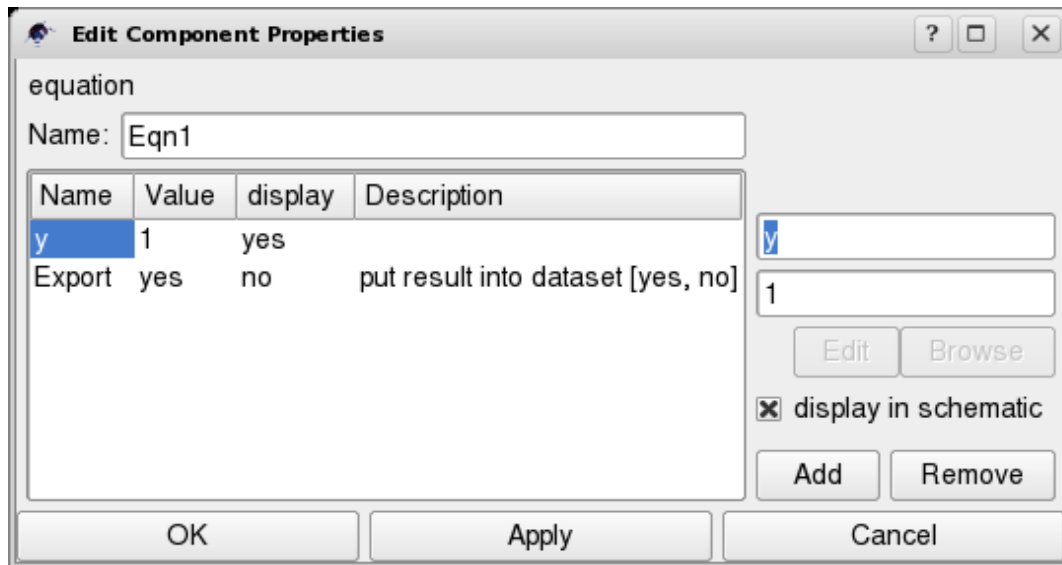 Edit Component Properties ?
equation
Name: Eqn1
Name Value display Description
y 1 yes
Export yes no put result into dataset [yes, no]
y
1
Edit Browse
display in schematic
Add Remove
OK Apply Cancel